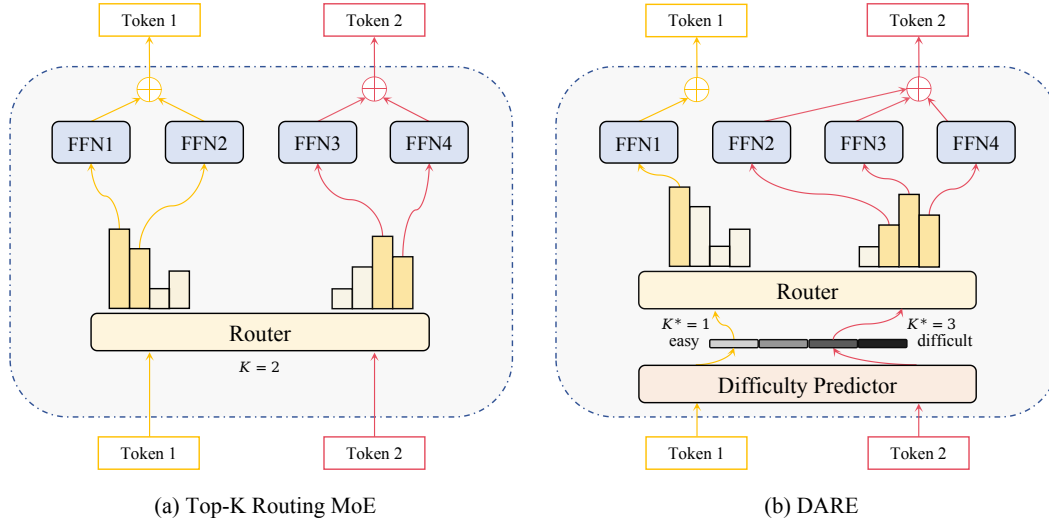 Token 1
Token 2
FFN1
FFN2
FFN3
FFN4
Router
K = 2
Token 1
Token 2
(a) Top-K Routing MoE
Token 1
Token 2
FFN1
FFN2
FFN3
FFN4
Router
K* = 1
easy
K* = 3
difficult
Difficulty Predictor
Token 1
Token 2
(b) DARE